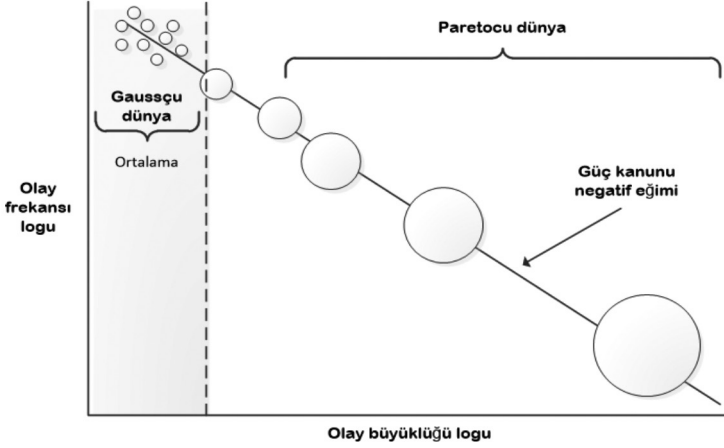 Paretocu dünya
Gaussçu
dünya
Ortalama
Olay
frekansı
logu
Güç kanunu
negatif eğimi
Olay büyüklüğü logu